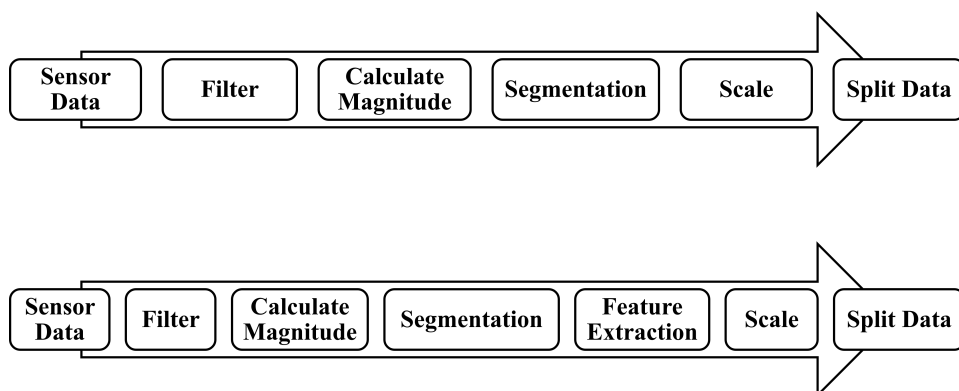 Sensor
Data
Filter
Calculate
Magnitude
Segmentation
Scale
Split Data
Sensor
Data
Filter
Calculate
Magnitude
Segmentation
Feature
Extraction
Scale
Split Data